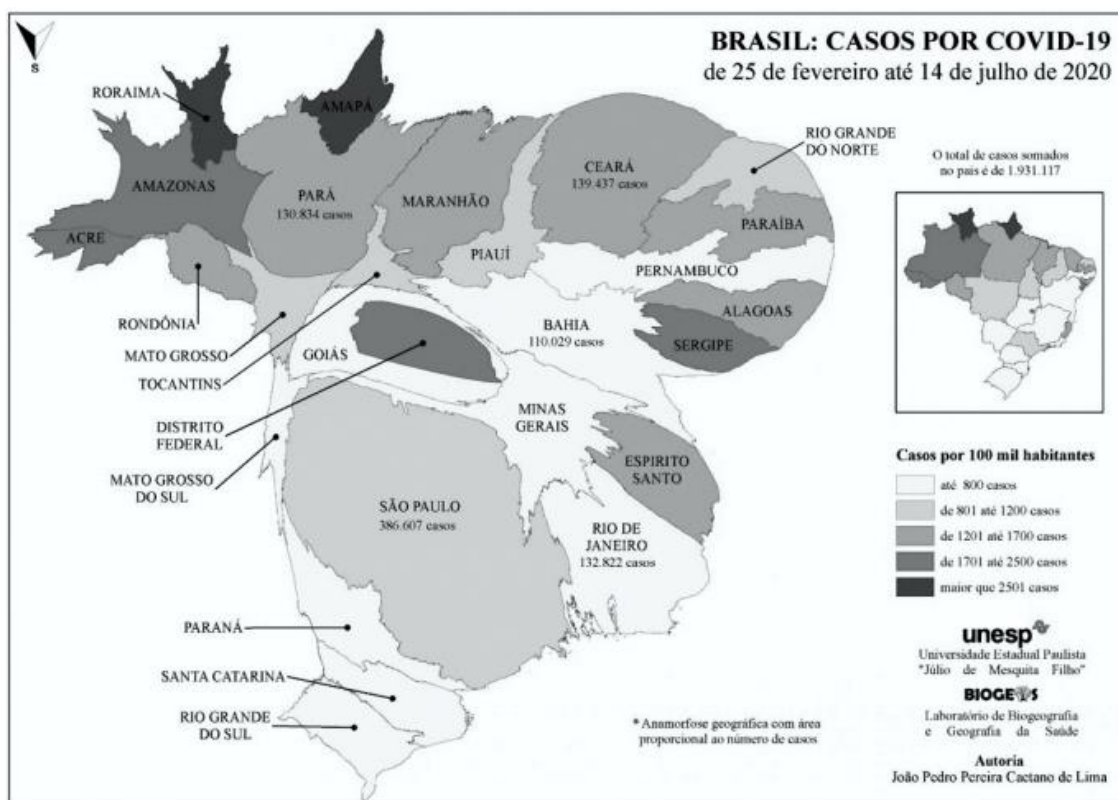 BRASIL: CASOS POR COVID-19
de 25 de fevereiro até 14 de julho de 2020
S
RORAIMA
AMAPÁ
RIO GRANDE
DO NORTE
CEARÁ
139.437 casos
O total de casos somados
no país é de 1.931.117
AMAZONAS
PARÁ
130.834 casos
MARANHÃO
PARAÍBA
ACRE
PIAUÍ
PERNAMBUCO
RONDÔNIA
ALAGOAS
BAHIA
110.029 casos
SERGIPE
MATO GROSSO
GOIÁS
TOCANTINS
MINAS
GERAIS
DISTRITO
FEDERAL
ESPIRITO
SANTO
MATO GROSSO
DO SUL
SÃO PAULO
386.607 casos
RIO DE
JANEIRO
132.822 casos
PARANÁ
SANTA CATARINA
RIO GRANDE
DO SUL
* Anamorfose geográfica com área
proporcional ao número de casos
Casos por 100 mil habitantes
até 800 casos
de 801 até 1200 casos
de 1201 até 1700 casos
de 1701 até 2500 casos
maior que 2501 casos
unesp
Universidade Estadual Paulista
"Júlio de Mesquita Filho"
BIOGEOS
Laboratório de Biogeografia
e Geografia da Saúde
Autoria
João Pedro Pereira Caetano de Lima